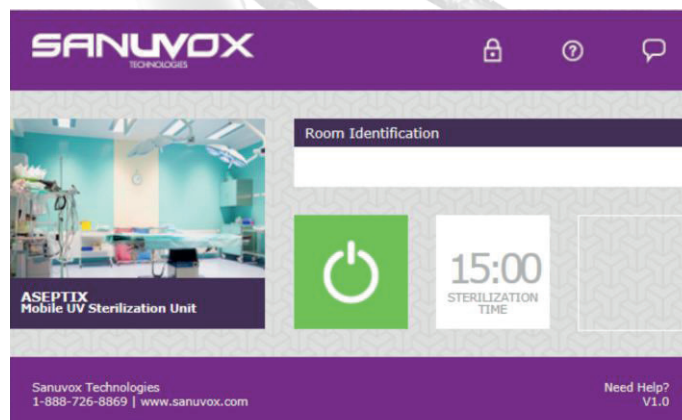 SANUVOX
TECHNOLOGIES
Room Identification
15:00
STERILIZATION
TIME
ASEPTIX
Mobile UV Sterilization Unit
Sanuvox Technologies
1-888-726-8869 | www.sanuvox.com
Need Help?
V1.0